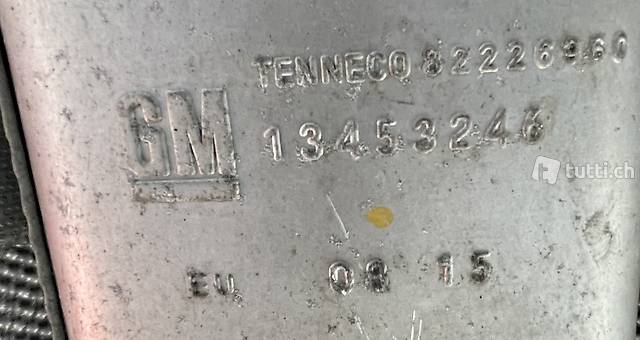 TENNECO 82226960
GM 13453246
tutti.ch
EU 08 15